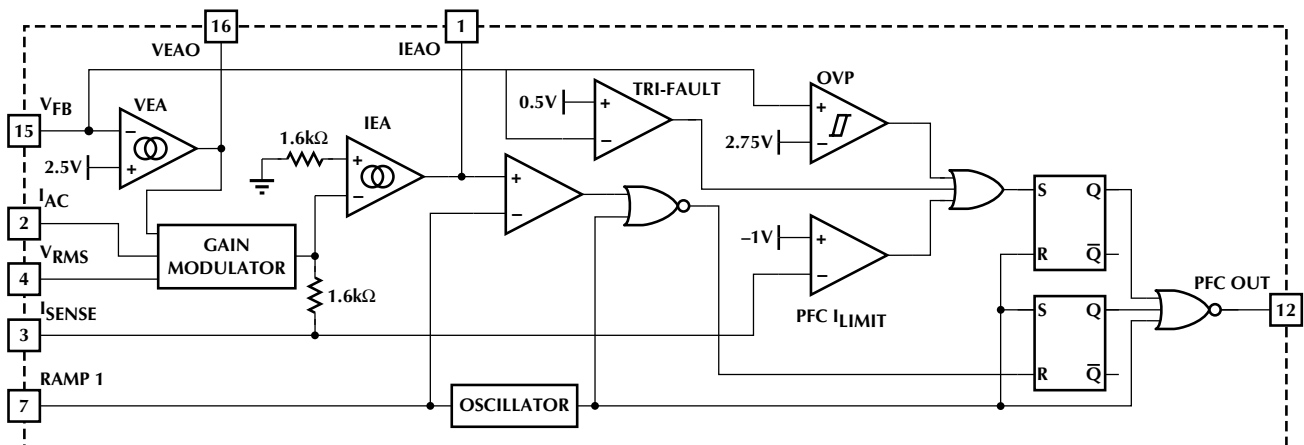 16
1
VEAO
IEAO
VFB
15
VEA
2.5V
−
+
IAC
2
VRMS
4
ISENSE
3
RAMP 1
7
GAIN
MODULATOR
1.6kΩ
1.6kΩ
IEA
+
−
+
−
0.5V
+
−
TRI-FAULT
OVP
+
−
2.75V
−1V
+
−
PFC ILIMIT
OSCILLATOR
S Q
R Q̅
S Q
R Q̅
PFC OUT
12